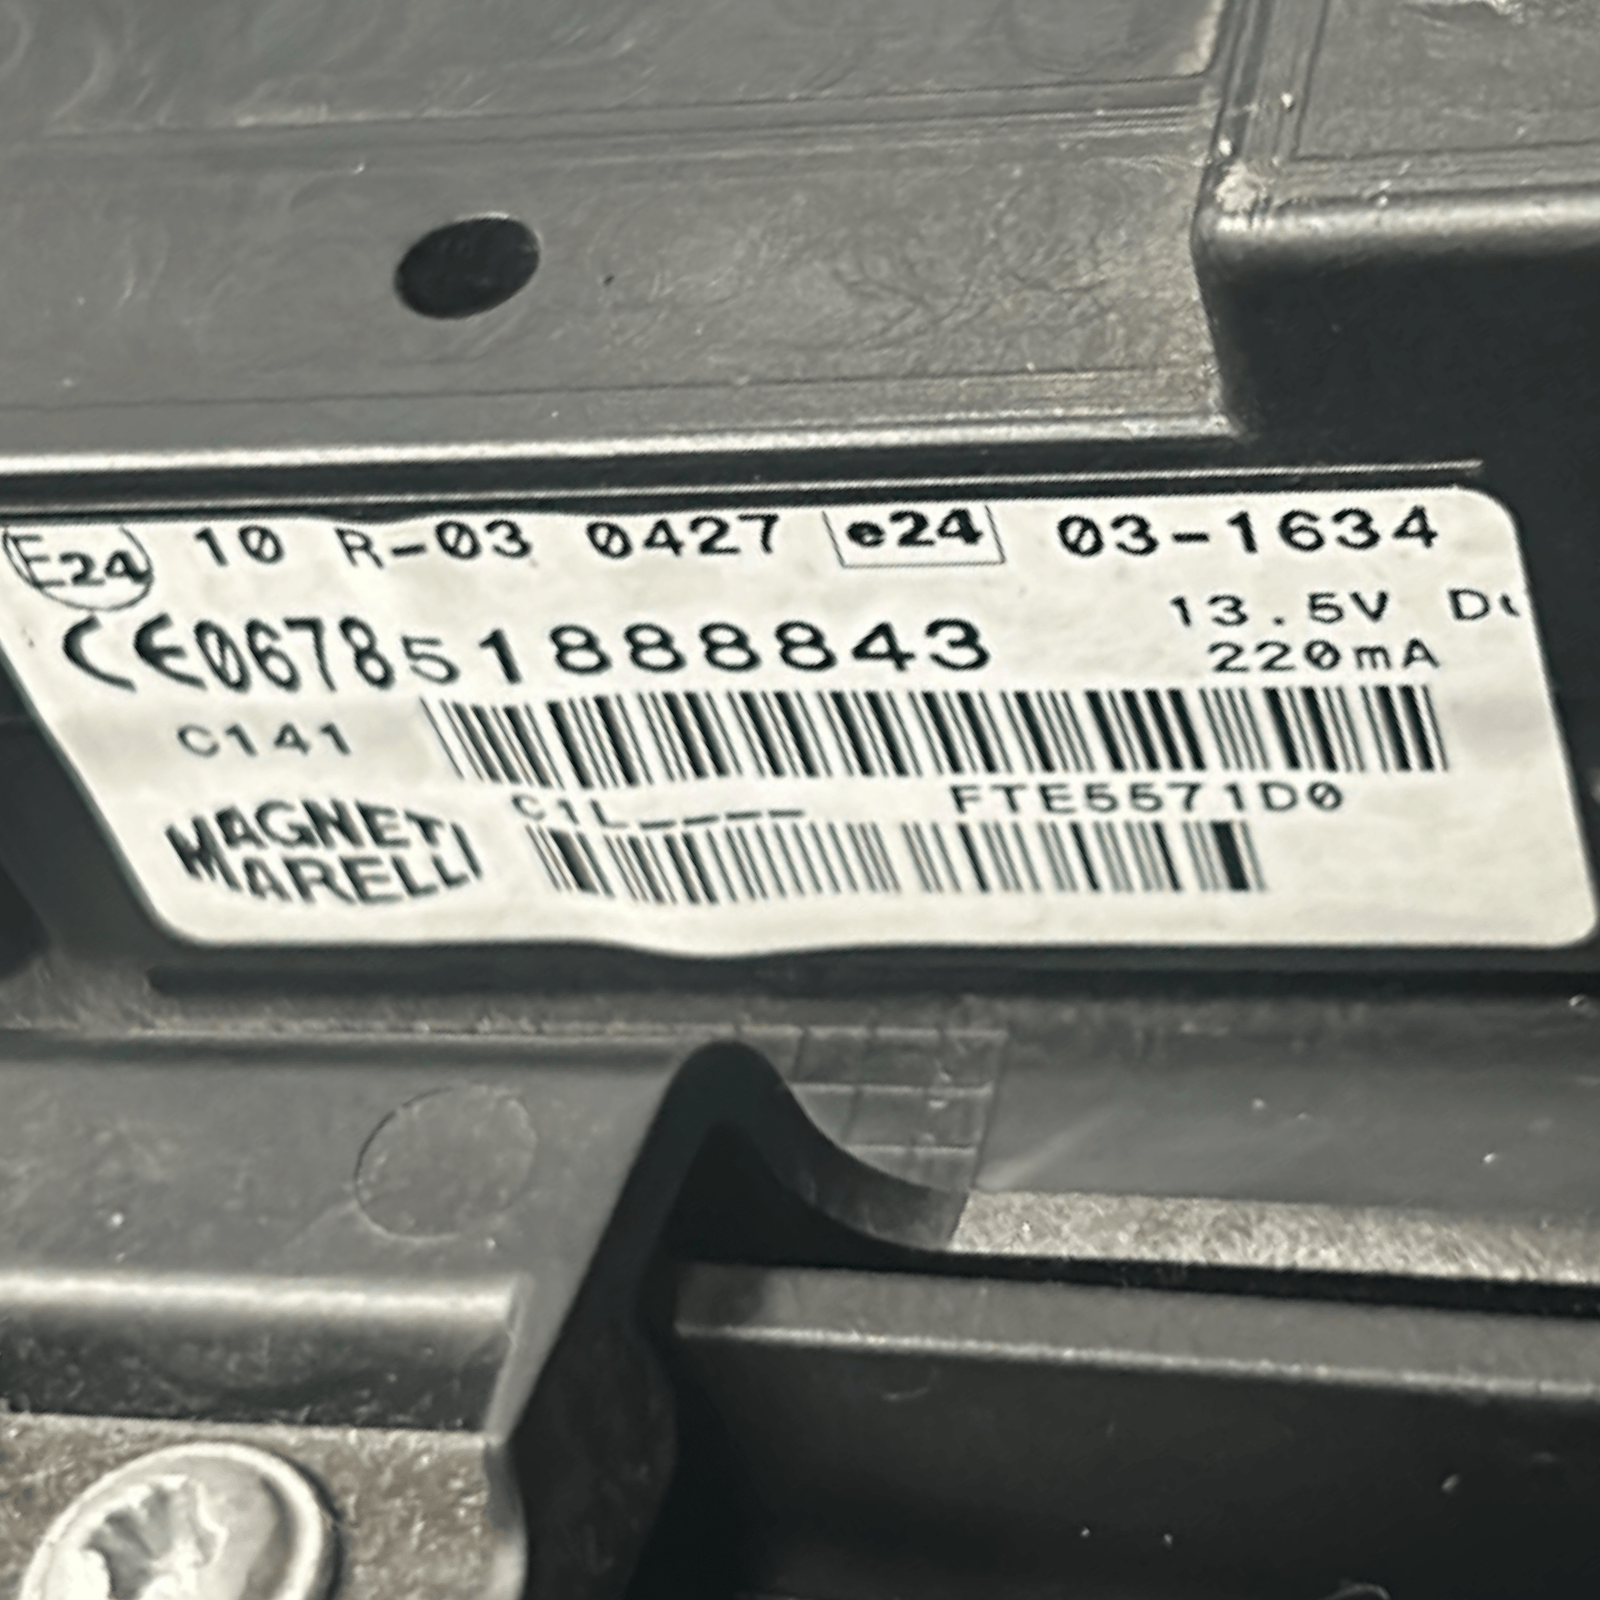 E24 10 R-03 0427 e24 03-1634
CE0678 51888843 13.5V
220mA
C141
C1L____ FTE5571D0
MAGNETI
MARELLI